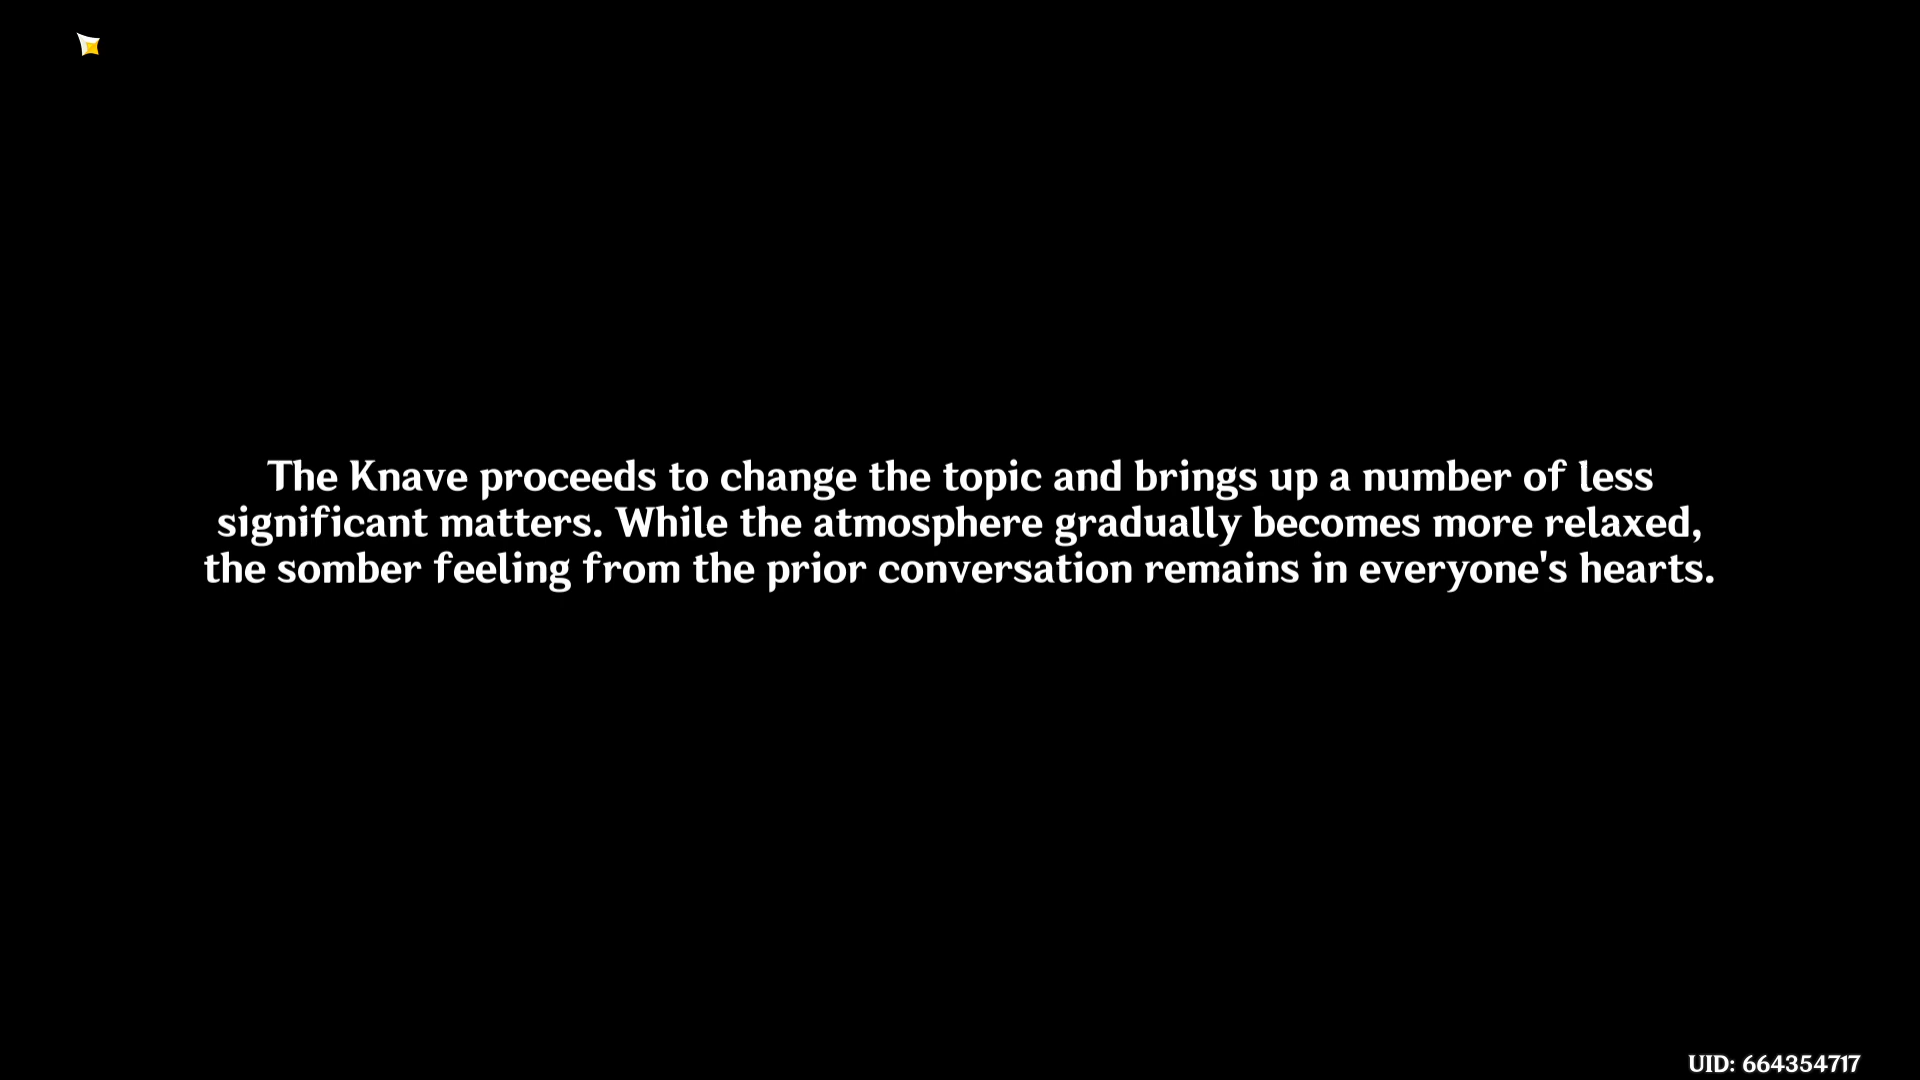 The Knave proceeds to change the topic and brings up a number of less
significant matters. While the atmosphere gradually becomes more relaxed,
the somber feeling from the prior conversation remains in everyone's hearts.
UID: 664354717